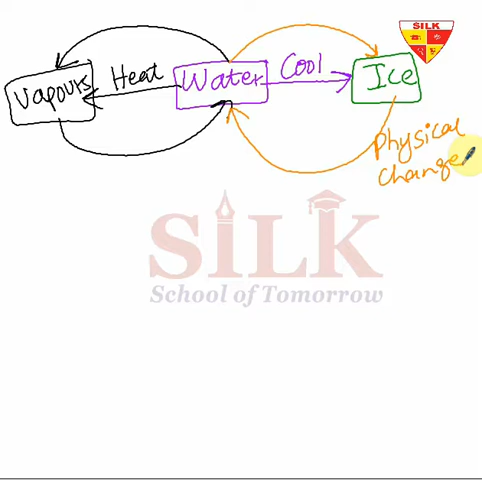 SILK
Vapours
Heat
Water
Cool
Ice
Physical
change
SILK
School of Tomorrow